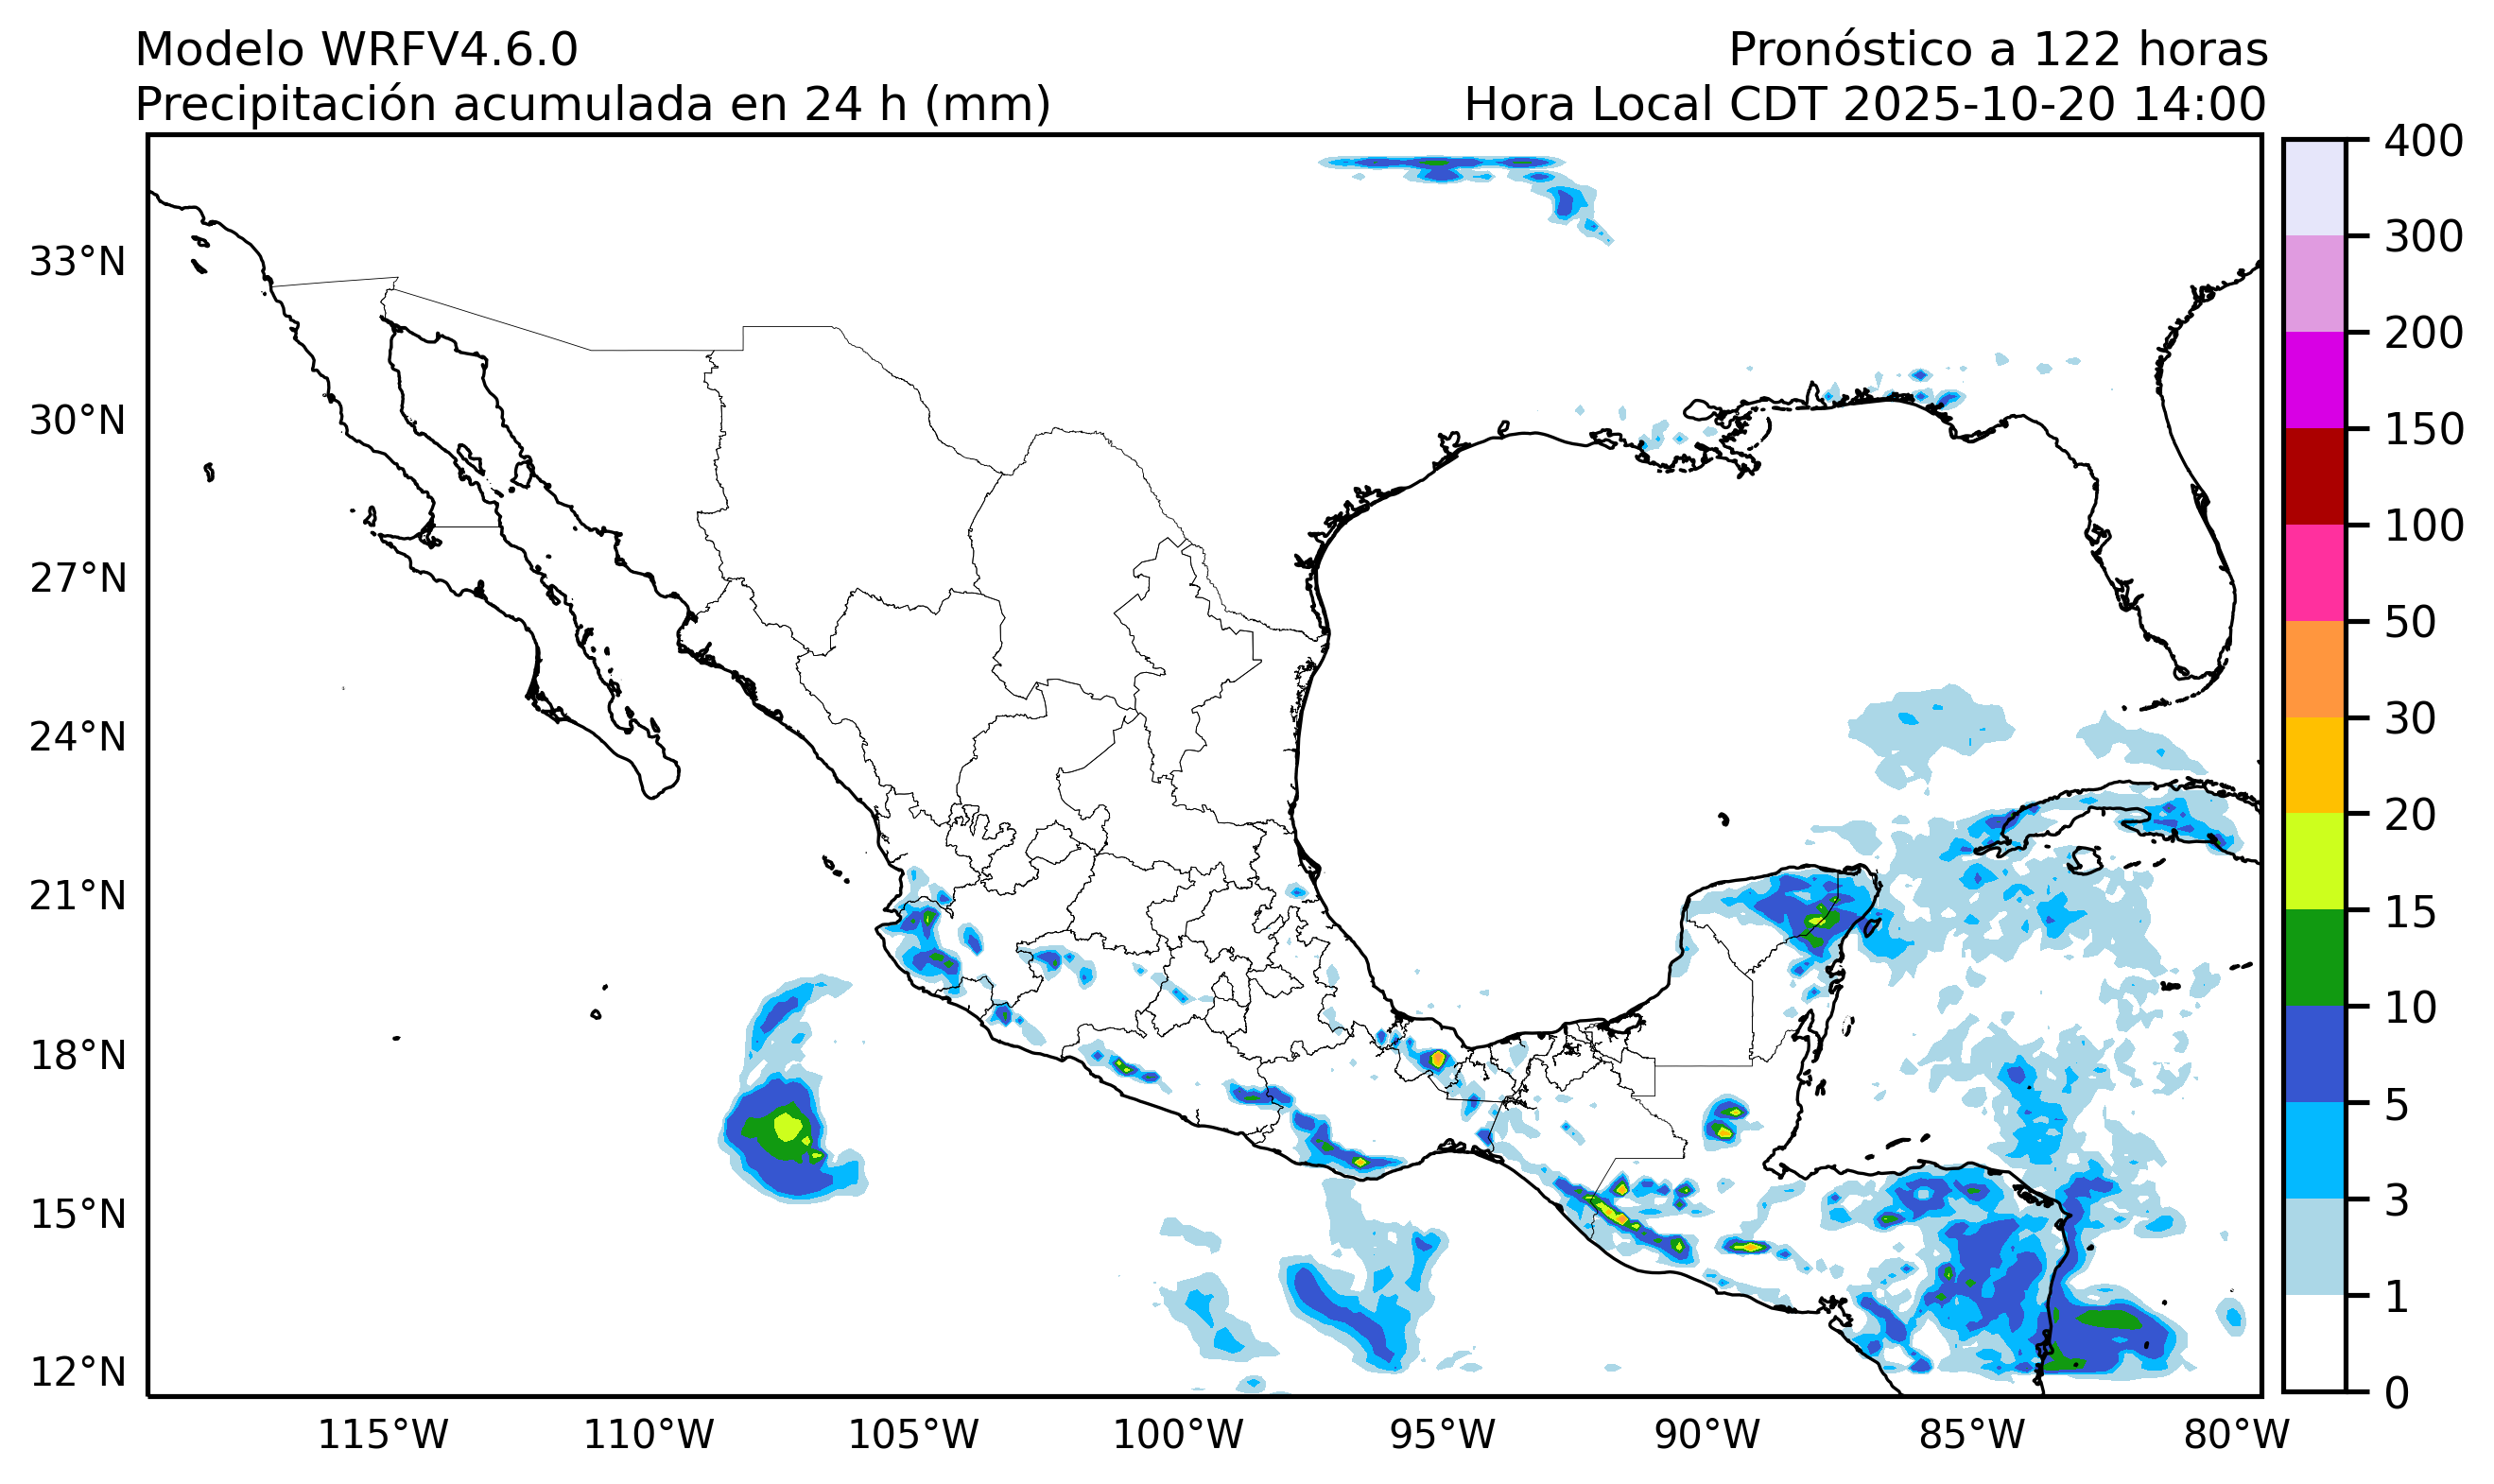 Modelo WRFV4.6.0
Pronóstico a 122 horas
Precipitación acumulada en 24 h (mm)
Hora Local CDT 2025-10-20 14:00
33°N
30°N
27°N
24°N
21°N
18°N
15°N
12°N
115°W
110°W
105°W
100°W
95°W
90°W
85°W
80°W
400
300
200
150
100
50
30
20
15
10
5
3
1
0